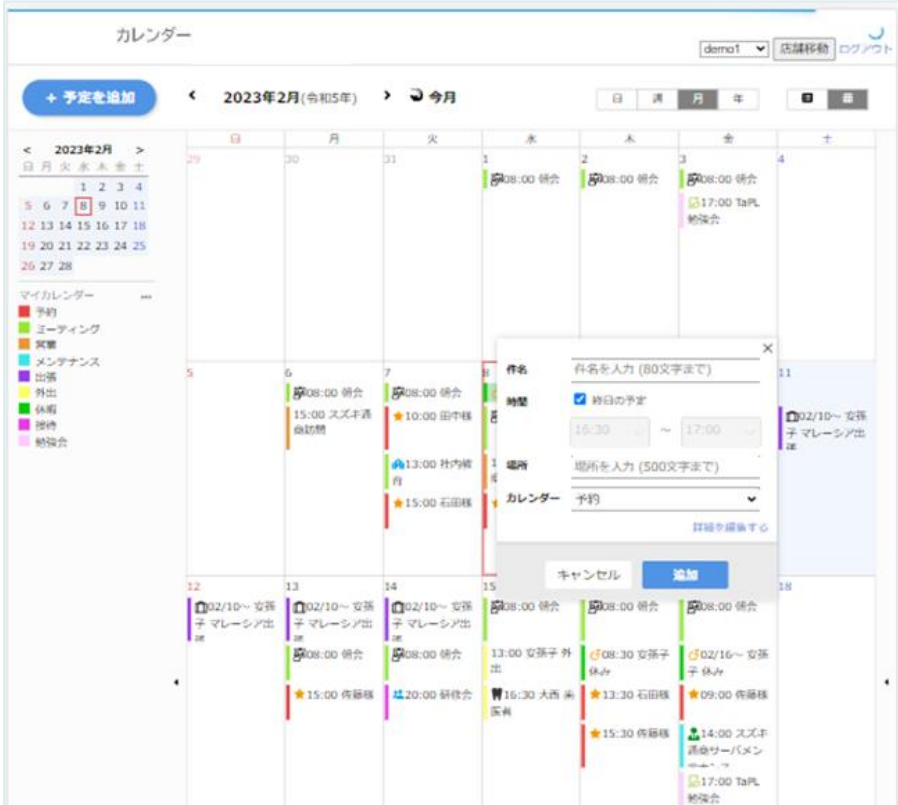 カレンダー
demo1
店舗移動
ログアウト
+ 予定を追加
< 2023年2月(令和5年) > 今月
日 週 月 年
< 2023年2月 >
日 月 火 水 木 金 土
1 2 3 4
5 6 7 8 9 10 11
12 13 14 15 16 17 18
19 20 21 22 23 24 25
26 27 28
マイカレンダー ...
予約
ミーティング
営業
メンテナンス
出張
外出
休暇
接待
勉強会
日 月 火 水 木 金 土
29 30 31 1 2 3 4
08:00 朝会
08:00 朝会
08:00 朝会
17:00 TaPL
勉強会
5 6 7 8
11
08:00 朝会
15:00 スズキ通
商訪問
08:00 朝会
10:00 田中様
13:00 社内教
育
15:00 石田様
02/10～ 安孫
子 マレーシア出
張
×
件名 件名を入力 (80文字まで)
時間 終日の予定
16:30 ～ 17:00
場所 場所を入力 (500文字まで)
カレンダー 予約
詳細を編集する
キャンセル 追加
12 13 14 15
18
02/10～ 安孫
子 マレーシア出
張
02/10～ 安孫
子 マレーシア出
張
08:00 朝会
15:00 佐藤様
02/10～ 安孫
子 マレーシア出
張
08:00 朝会
20:00 研修会
08:00 朝会
13:00 安孫子 外
出
16:30 大西 歯
医者
08:00 朝会
08:30 安孫子
休み
13:30 石田様
15:30 佐藤様
08:00 朝会
02/16～ 安孫
子 休み
09:00 佐藤様
14:00 スズキ
通商サーバメン
テナンス
17:00 TaPL
勉強会